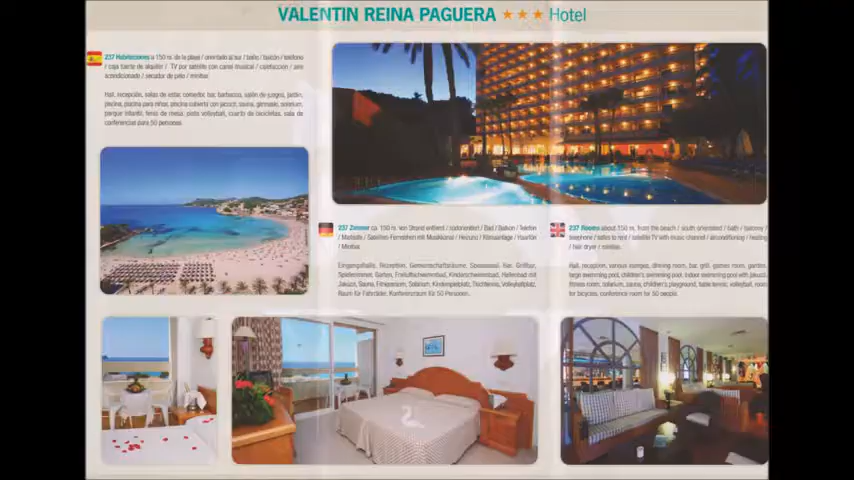 VALENTIN REINA PAGUERA ★★★ Hotel
237 Habitaciones a 150 m. de la playa / orientado al sur / baño / balcón / teléfono
/ caja fuerte de alquiler / TV por satélite con canal musical / calefacción / aire
acondicionado / secador de pelo / minibar
Hall, recepción, salas de estar, comedor, bar, barbacoa, salón de juegos, jardín,
piscina, piscina para niños, piscina cubierta con jacuzzi, sauna, gimnasio, solarium,
parque infantil, tenis de mesa, pista volleyball, cuarto de bicicletas, sala de
conferencias para 50 personas.
237 Zimmer ca. 150 m. von Strand entfernt / Bad / Balkon / Telefon
/ Mietsafe / Satelliten-Fernsehen mit Musikkanal / Heizung / Klimaanlage / Haarfön
/ Minibar
Eingangshalle, Rezeption, Gemeinschaftsräume, Speisesaal, Bar, Grillbar,
Spielezimmer, Garten, Freiluftschwimmbad, Kinderschwimmbad, Hallenbad mit
Jakuzzi, Sauna, Fitnessraum, Solarium, Kinderspielplatz, Tischtennis, Volleyballplatz,
Raum für Fahrräder, Konferenzraum für 50 Personen.
237 Rooms about 150 m. from the beach / south orientated / bath / balcony /
telephone / safes to rent / satellite TV with music channel / airconditioning / heating
/ hair dryer / minibar.
Hall, reception, various lounges, dinning room, bar, grill, games room, garden,
large swimming pool, children's swimming pool, indoor swimming pool with jakuzzi,
fitness room, solarium, sauna, children's playground, table tennis, volleyball, room
for bicycles, conference room for 50 people.